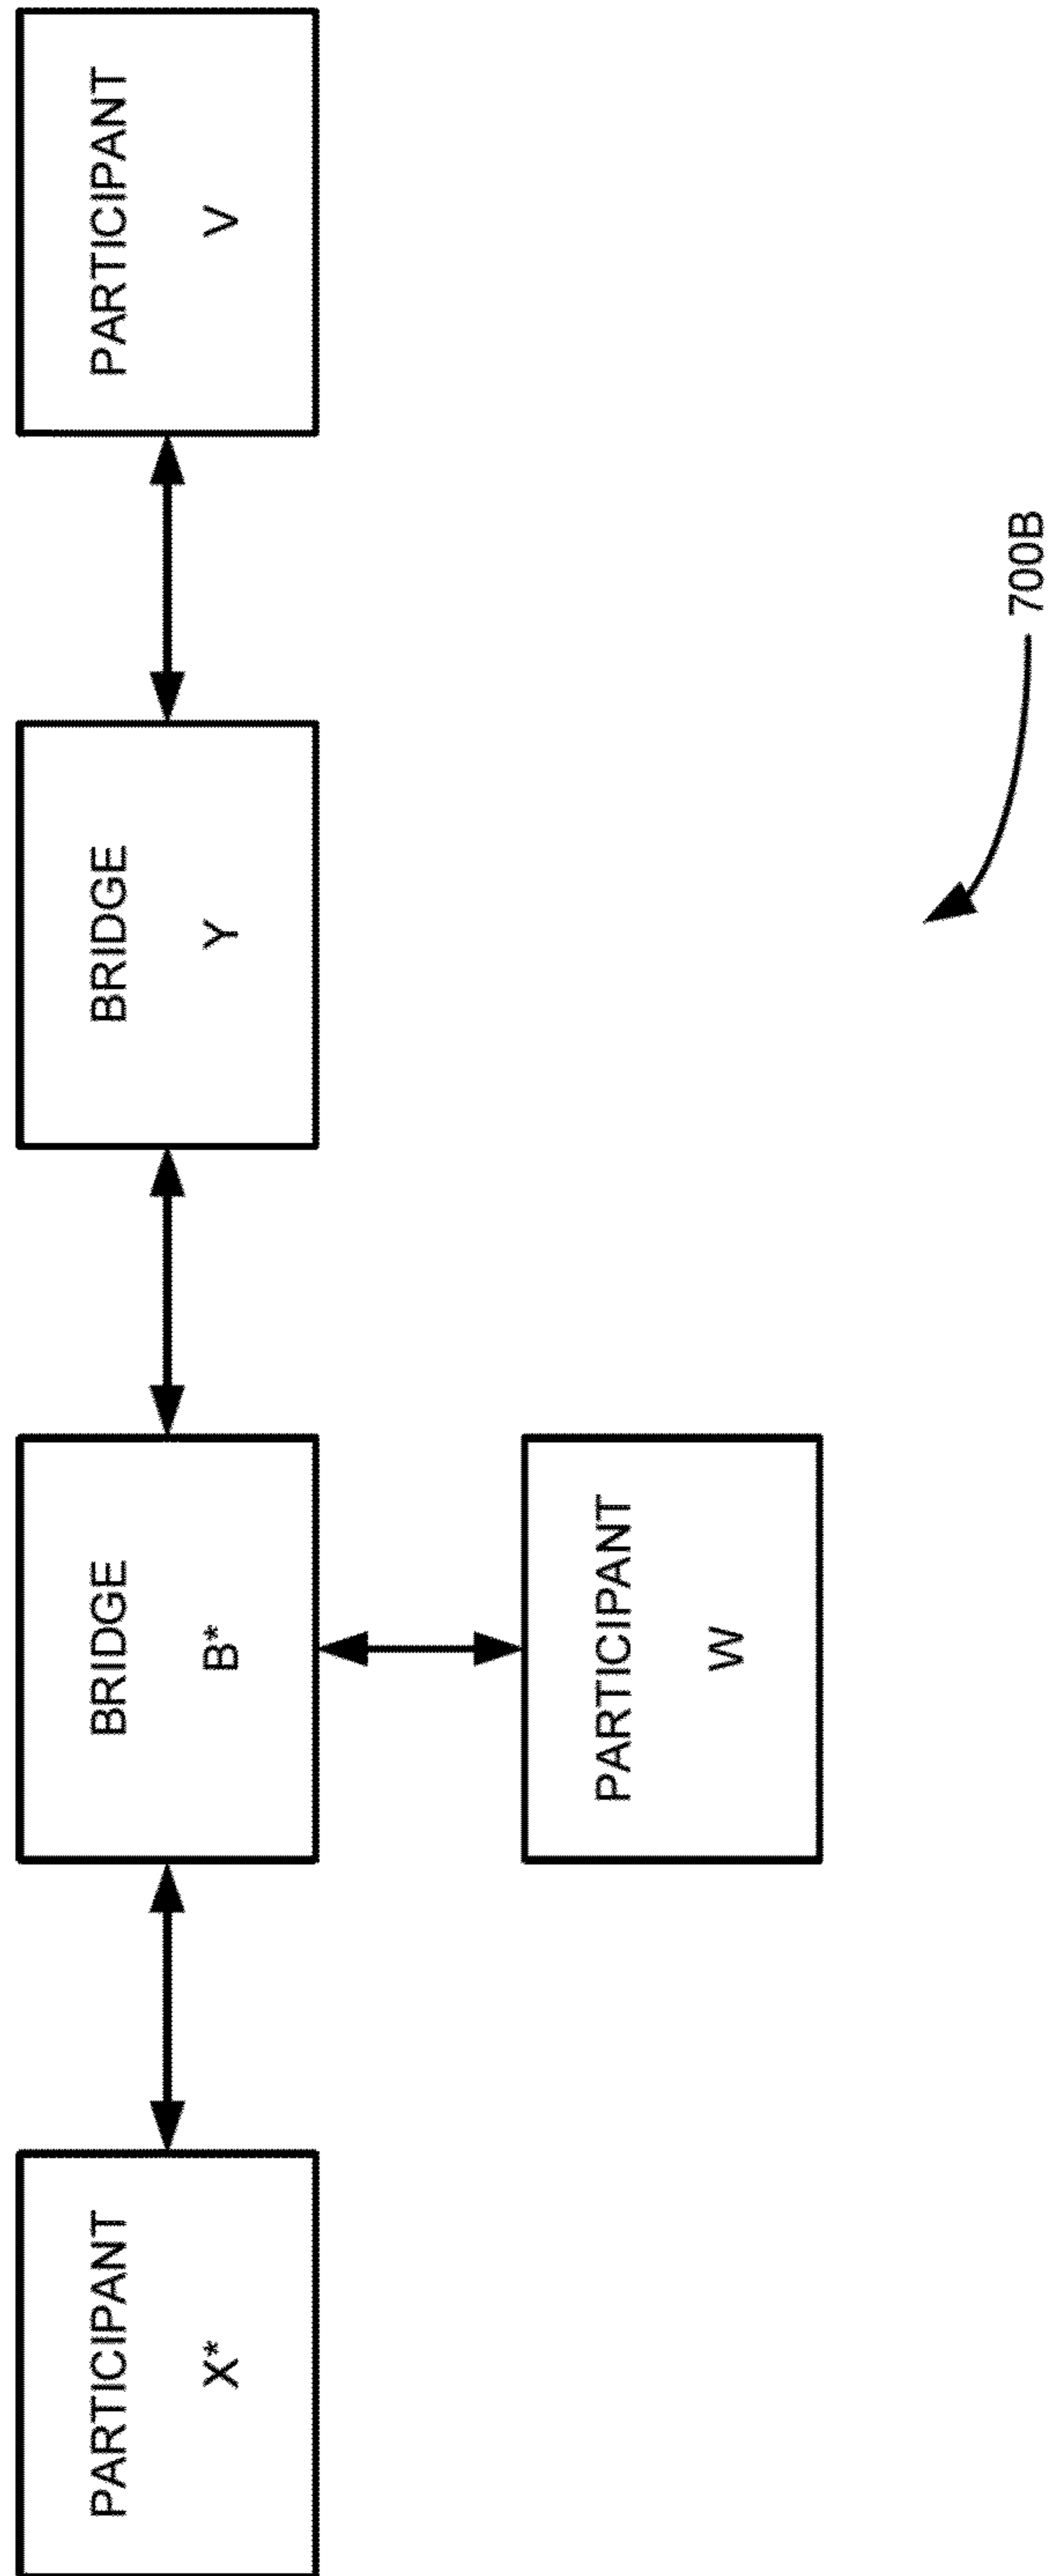 PARTICIPANT
X*
BRIDGE
B*
BRIDGE
Y
PARTICIPANT
V
PARTICIPANT
W
700B